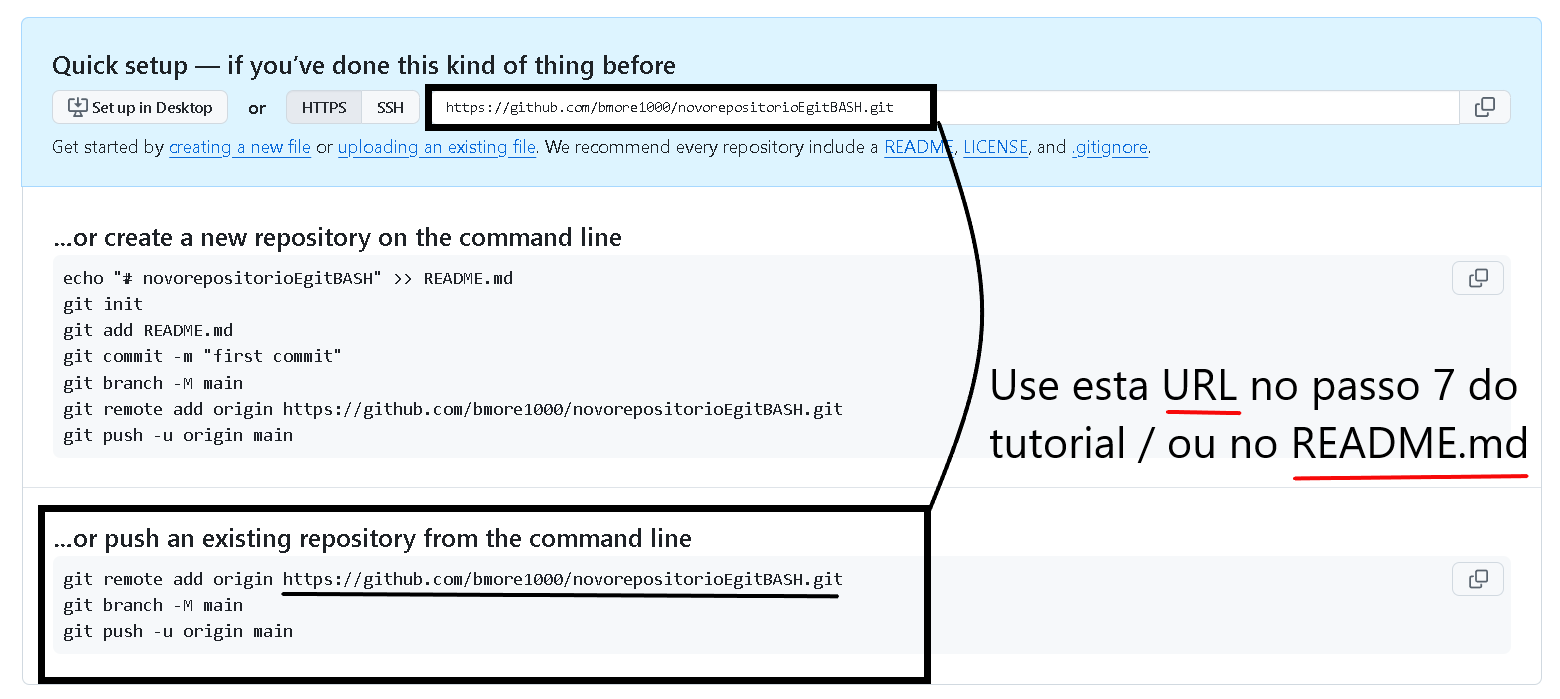 Quick setup — if you’ve done this kind of thing before
Set up in Desktop or HTTPS SSH https://github.com/bmore1000/novorepositorioEgitBASH.git
Get started by creating a new file or uploading an existing file. We recommend every repository include a README, LICENSE, and .gitignore.
...or create a new repository on the command line
echo "# novorepositorioEgitBASH" >> README.md
git init
git add README.md
git commit -m "first commit"
git branch -M main
git remote add origin https://github.com/bmore1000/novorepositorioEgitBASH.git
git push -u origin main
Use esta URL no passo 7 do
tutorial / ou no README.md
...or push an existing repository from the command line
git remote add origin https://github.com/bmore1000/novorepositorioEgitBASH.git
git branch -M main
git push -u origin main